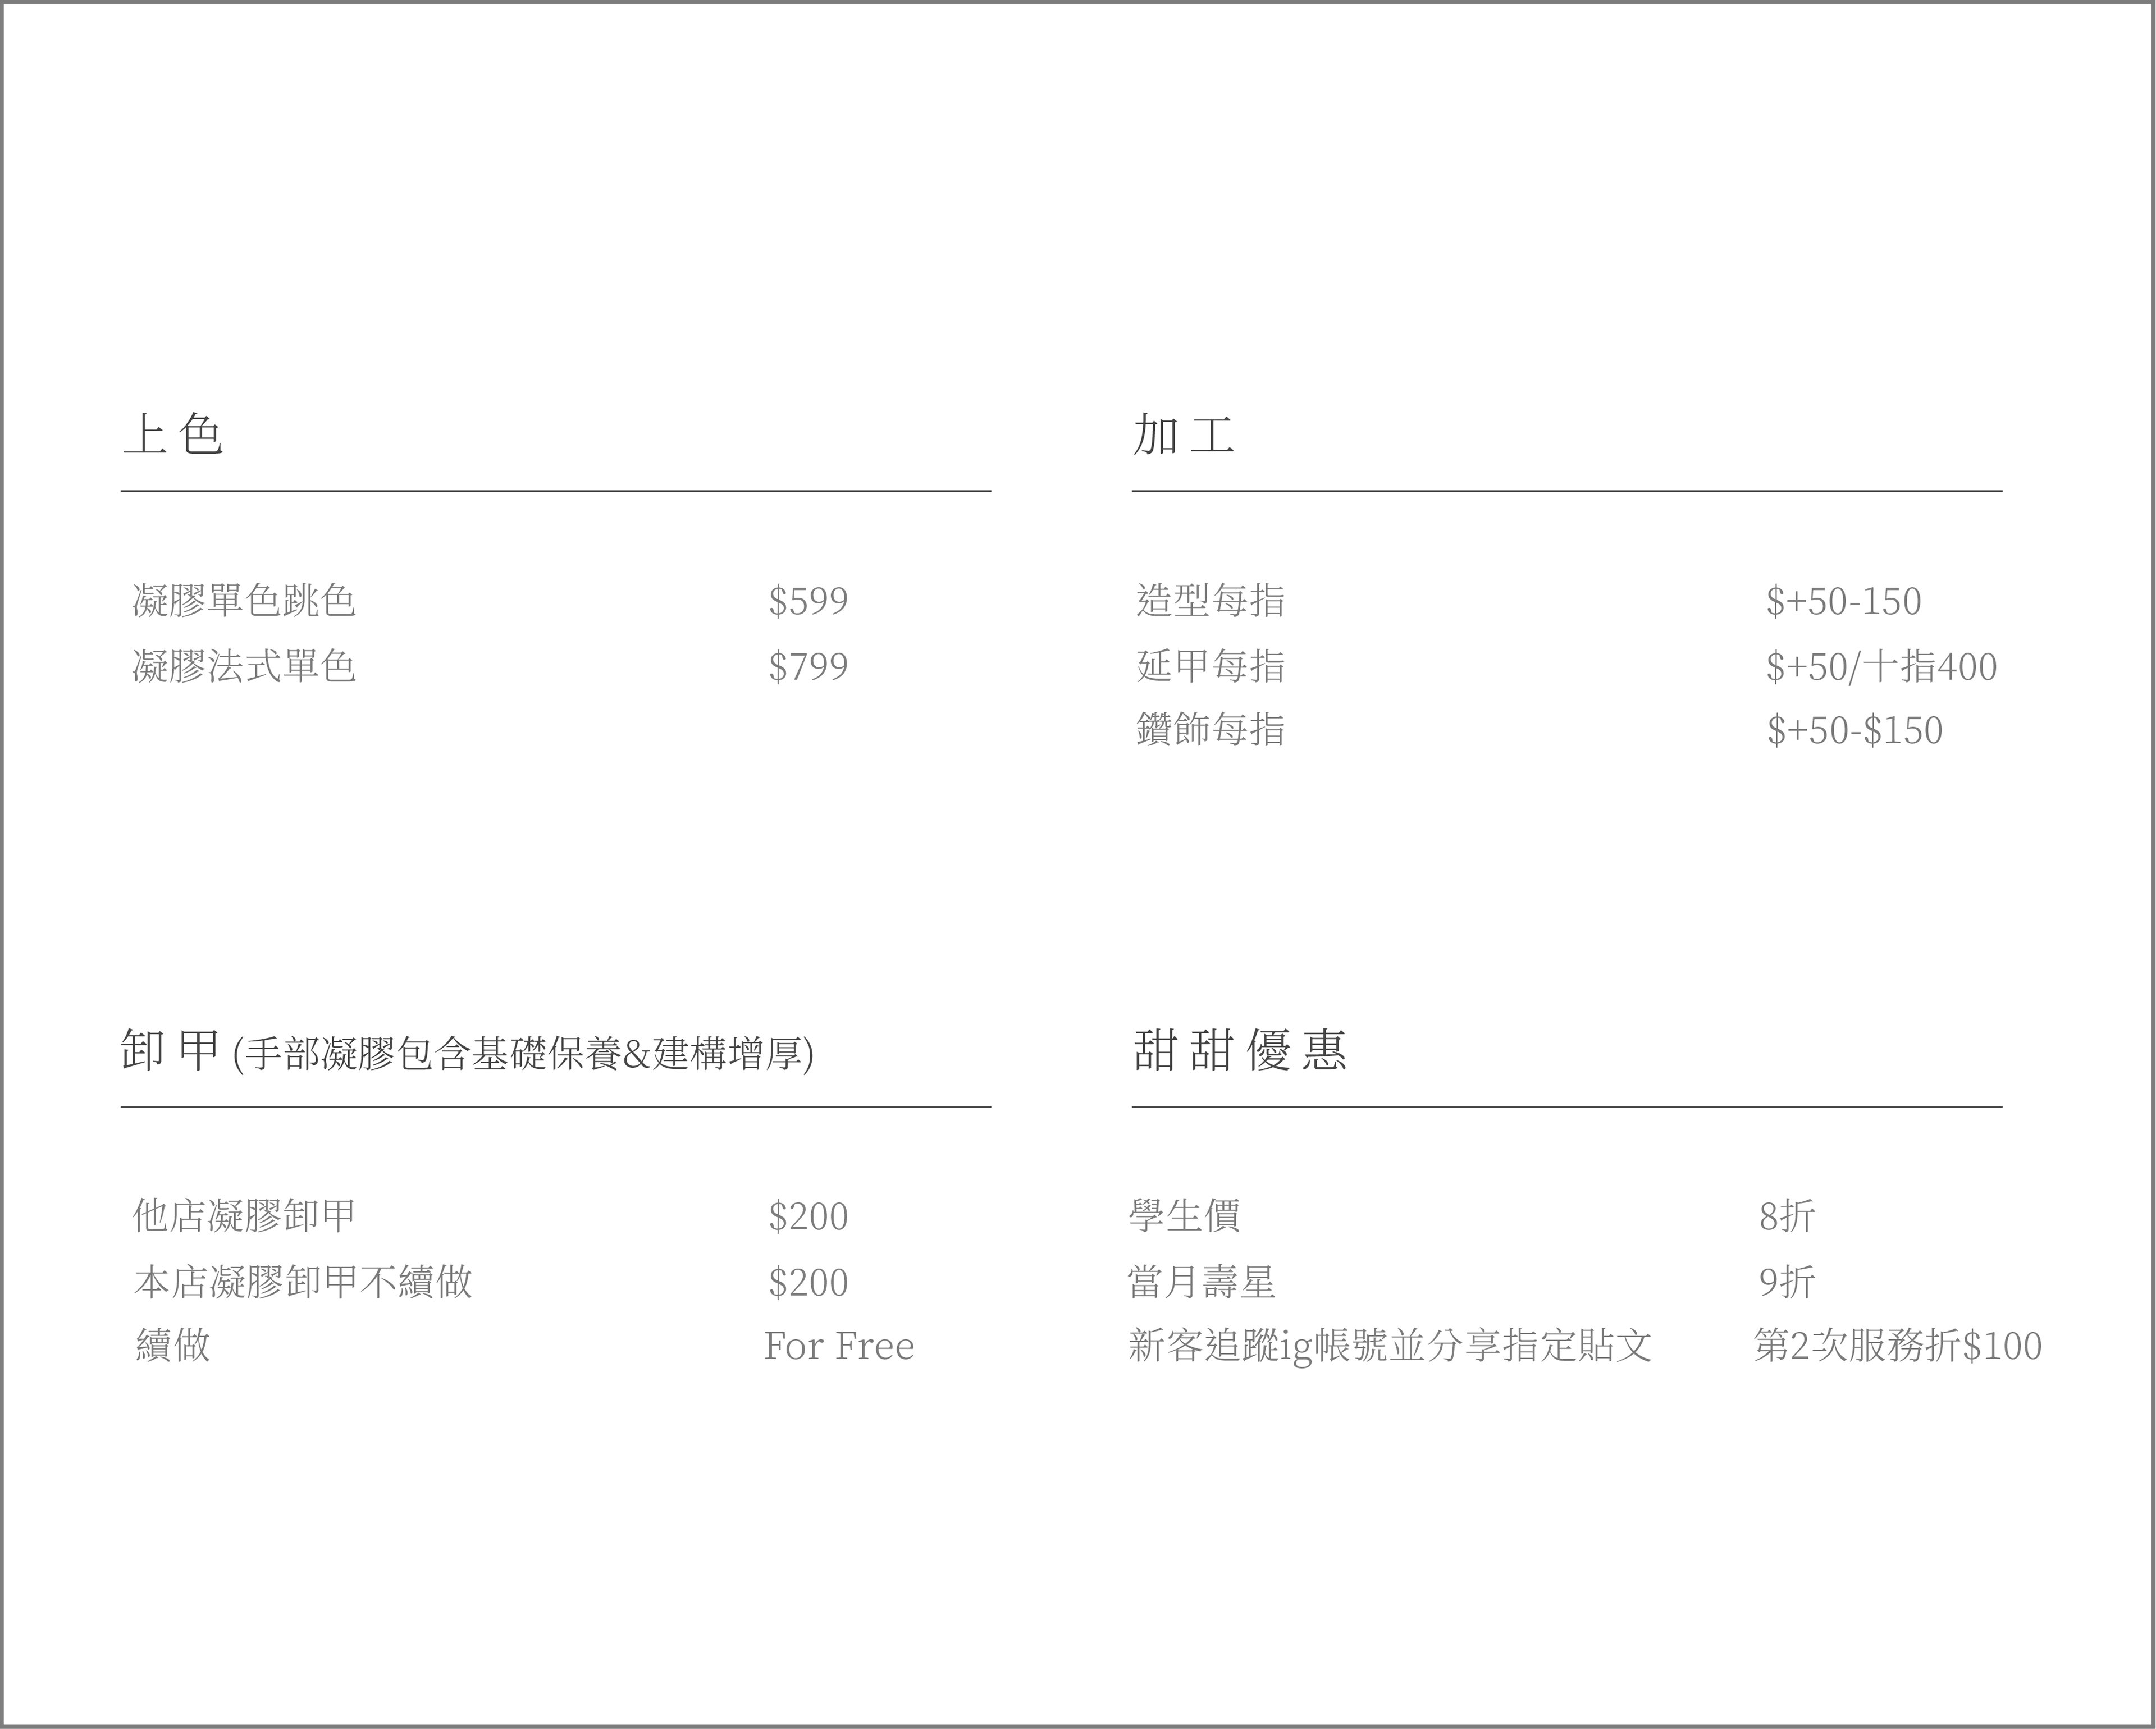 上色
凝膠單色跳色 $599
凝膠法式單色 $799
加工
造型每指 $+50-150
延甲每指 $+50/十指400
鑽飾每指 $+50-$150
卸 甲 (手部凝膠包含基礎保養&建構增厚)
他店凝膠卸甲 $200
本店凝膠卸甲不續做 $200
續做 For Free
甜甜優惠
學生價 8折
當月壽星 9折
新客追蹤ig帳號並分享指定貼文 第2次服務折$100